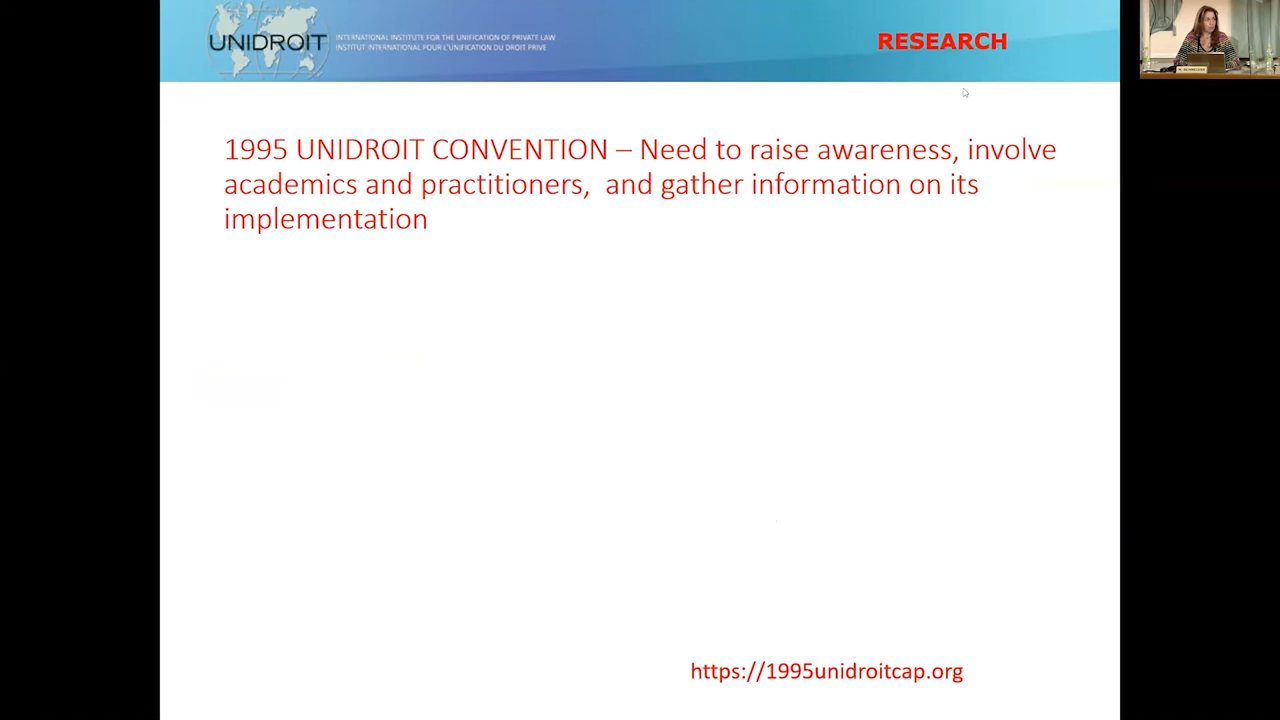 UNIDROIT
INTERNATIONAL INSTITUTE FOR THE UNIFICATION OF PRIVATE LAW
INSTITUT INTERNATIONAL POUR L'UNIFICATION DU DROIT PRIVE
RESEARCH
1995 UNIDROIT CONVENTION – Need to raise awareness, involve
academics and practitioners,  and gather information on its
implementation
https://1995unidroitcap.org